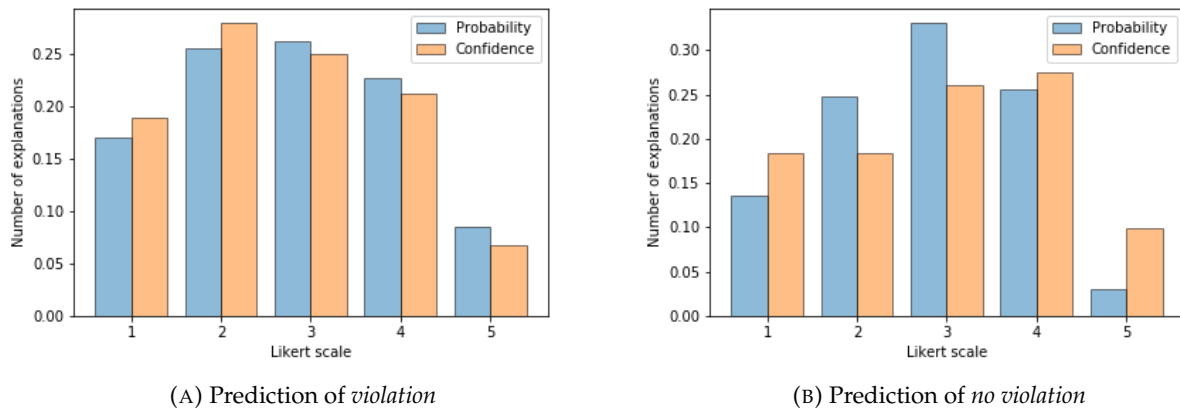 Probability
Confidence
Number of explanations
0.25
0.20
0.15
0.10
0.05
0.00
1 2 3 4 5
Likert scale
(A) Prediction of violation
Probability
Confidence
Number of explanations
0.30
0.25
0.20
0.15
0.10
0.05
0.00
1 2 3 4 5
Likert scale
(B) Prediction of no violation